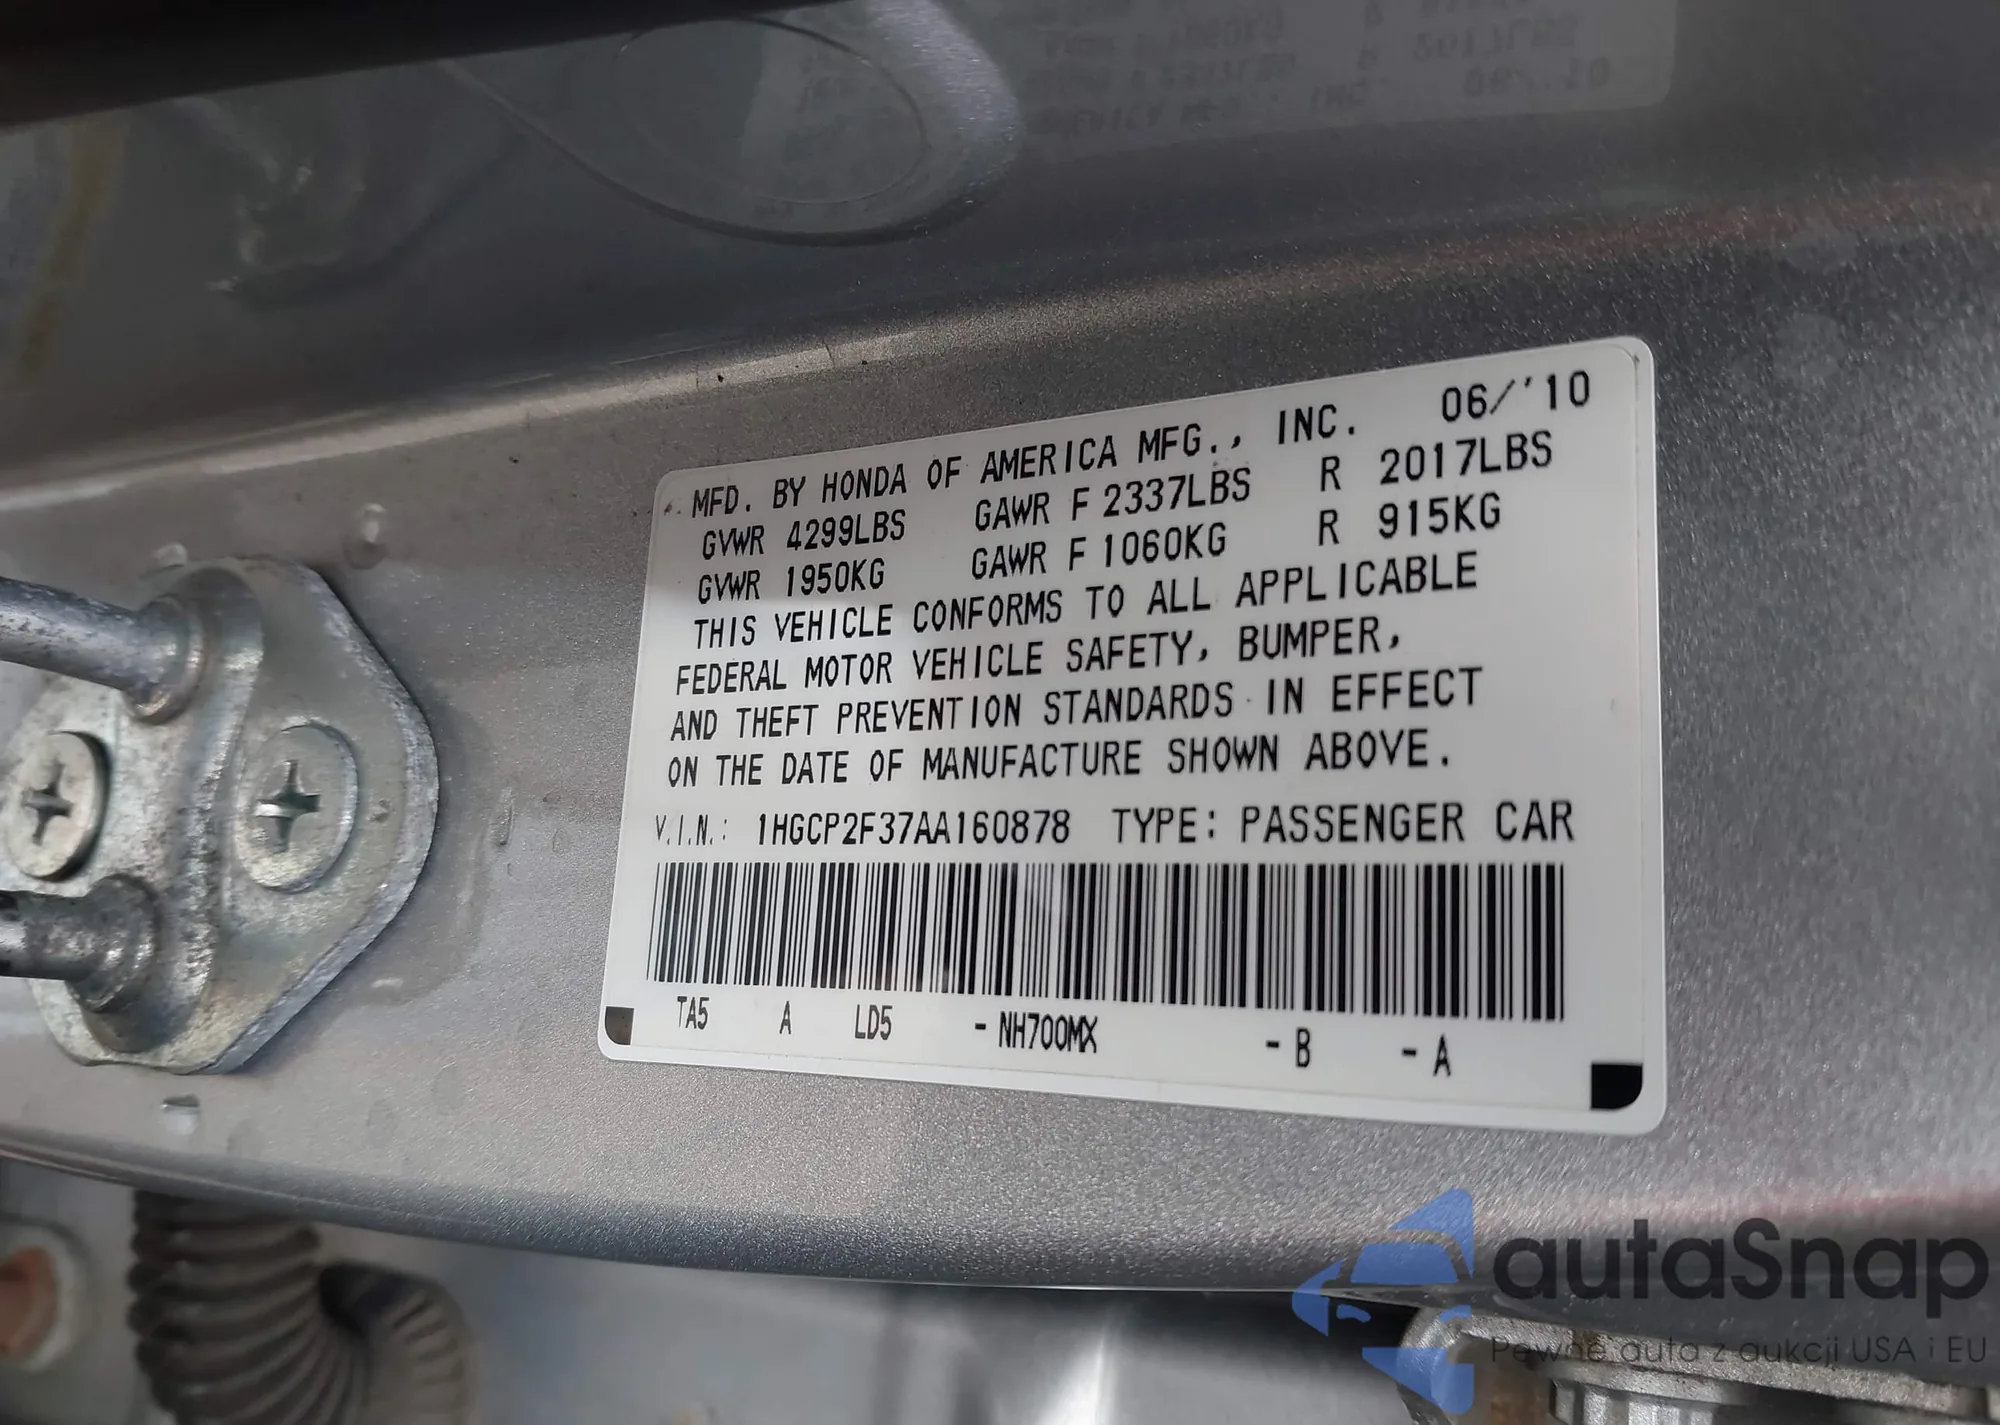 MFD. BY HONDA OF AMERICA MFG., INC. 06/'10
GVWR 4299LBS GAWR F 2337LBS R 2017LBS
GVWR 1950KG GAWR F 1060KG R 915KG
THIS VEHICLE CONFORMS TO ALL APPLICABLE
FEDERAL MOTOR VEHICLE SAFETY, BUMPER,
AND THEFT PREVENTION STANDARDS IN EFFECT
ON THE DATE OF MANUFACTURE SHOWN ABOVE.
V.I.N.: 1HGCP2F37AA160878 TYPE: PASSENGER CAR
TA5 A LD5 -NH700MX -B -A
autaSnap
Pewne auta z aukcji USA i EU